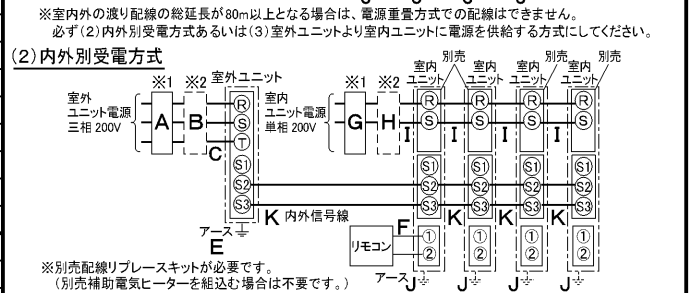 ※室内外の渡り配線の総延長が80m以上となる場合は、電源重畳方式での配線はできません。
必ず(2)内外別受電方式あるいは(3)室外ユニットより室内ユニットに電源を供給する方式にしてください。
(2)内外別受電方式
※1 ※2 室外ユニット
室外
ユニット電源
三相 200V
A B C
R
S
T
S1
S2
S3
アース
E
※1 ※2
室内
ユニット電源
単相 200V
G H
室内
ユニット
別売
室内
ユニット
室内
ユニット
別売
室内
ユニット
別売
I I I I
R R R R
S S S S
S1 S1 S1 S1
S2 S2 S2 S2
S3 S3 S3 S3
K 内外信号線
K K K
リモコン
F
① ① ① ①
② ② ② ②
アース J J J J
※別売配線リプレースキットが必要です。
(別売補助電気ヒーターを組込む場合は不要です。)